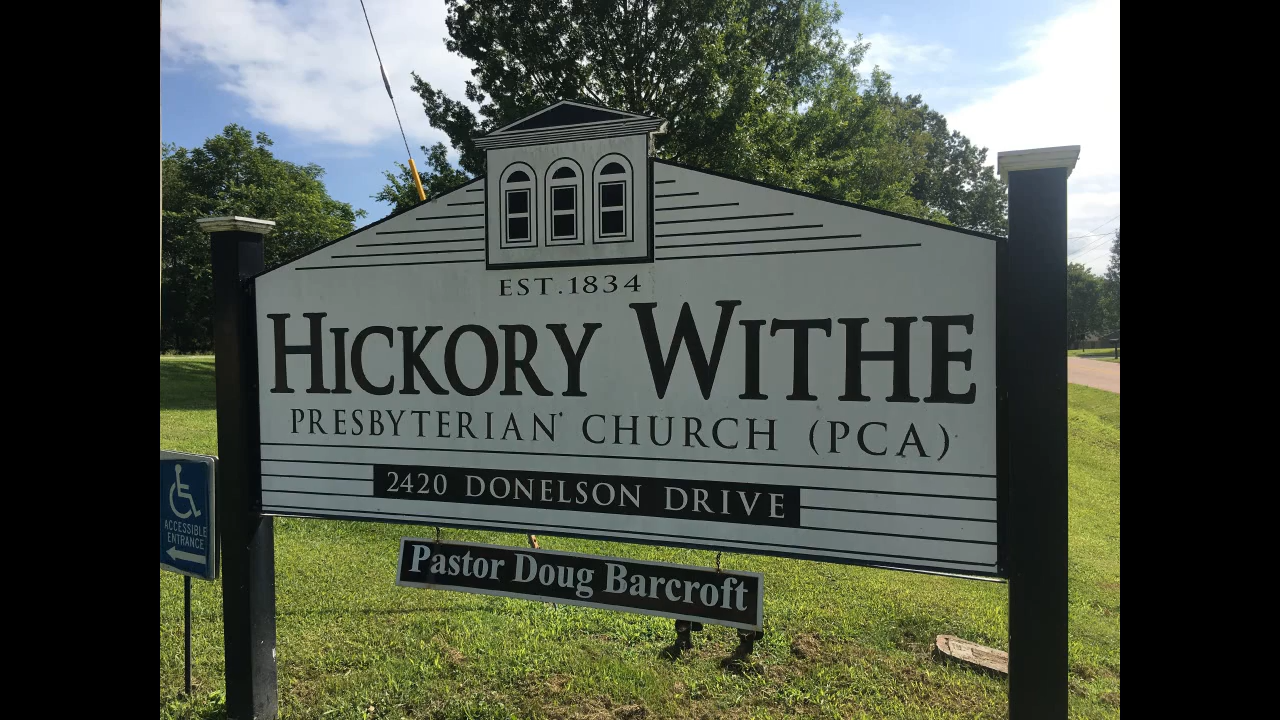 EST.1834
HICKORY WITHE
PRESBYTERIAN CHURCH (PCA)
2420 DONELSON DRIVE
Pastor Doug Barcroft
ACCESSIBLE
ENTRANCE